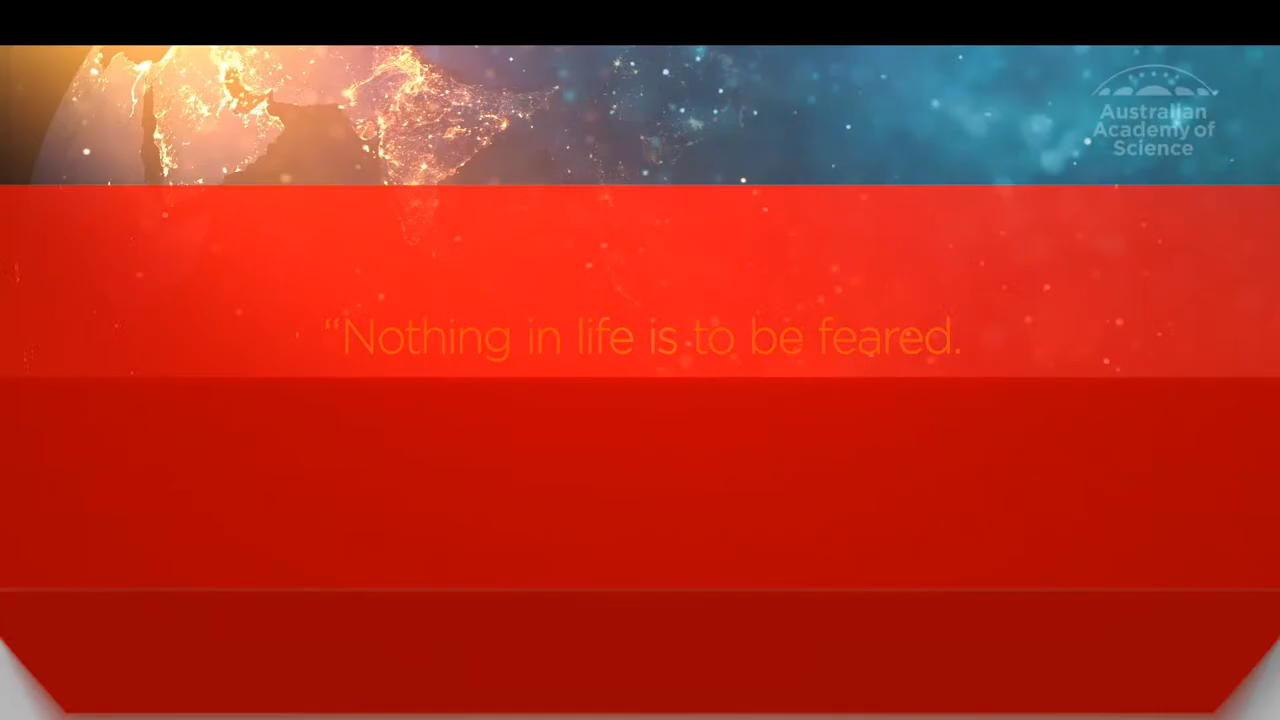 Australian
Academy of
Science
“Nothing in life is to be feared.